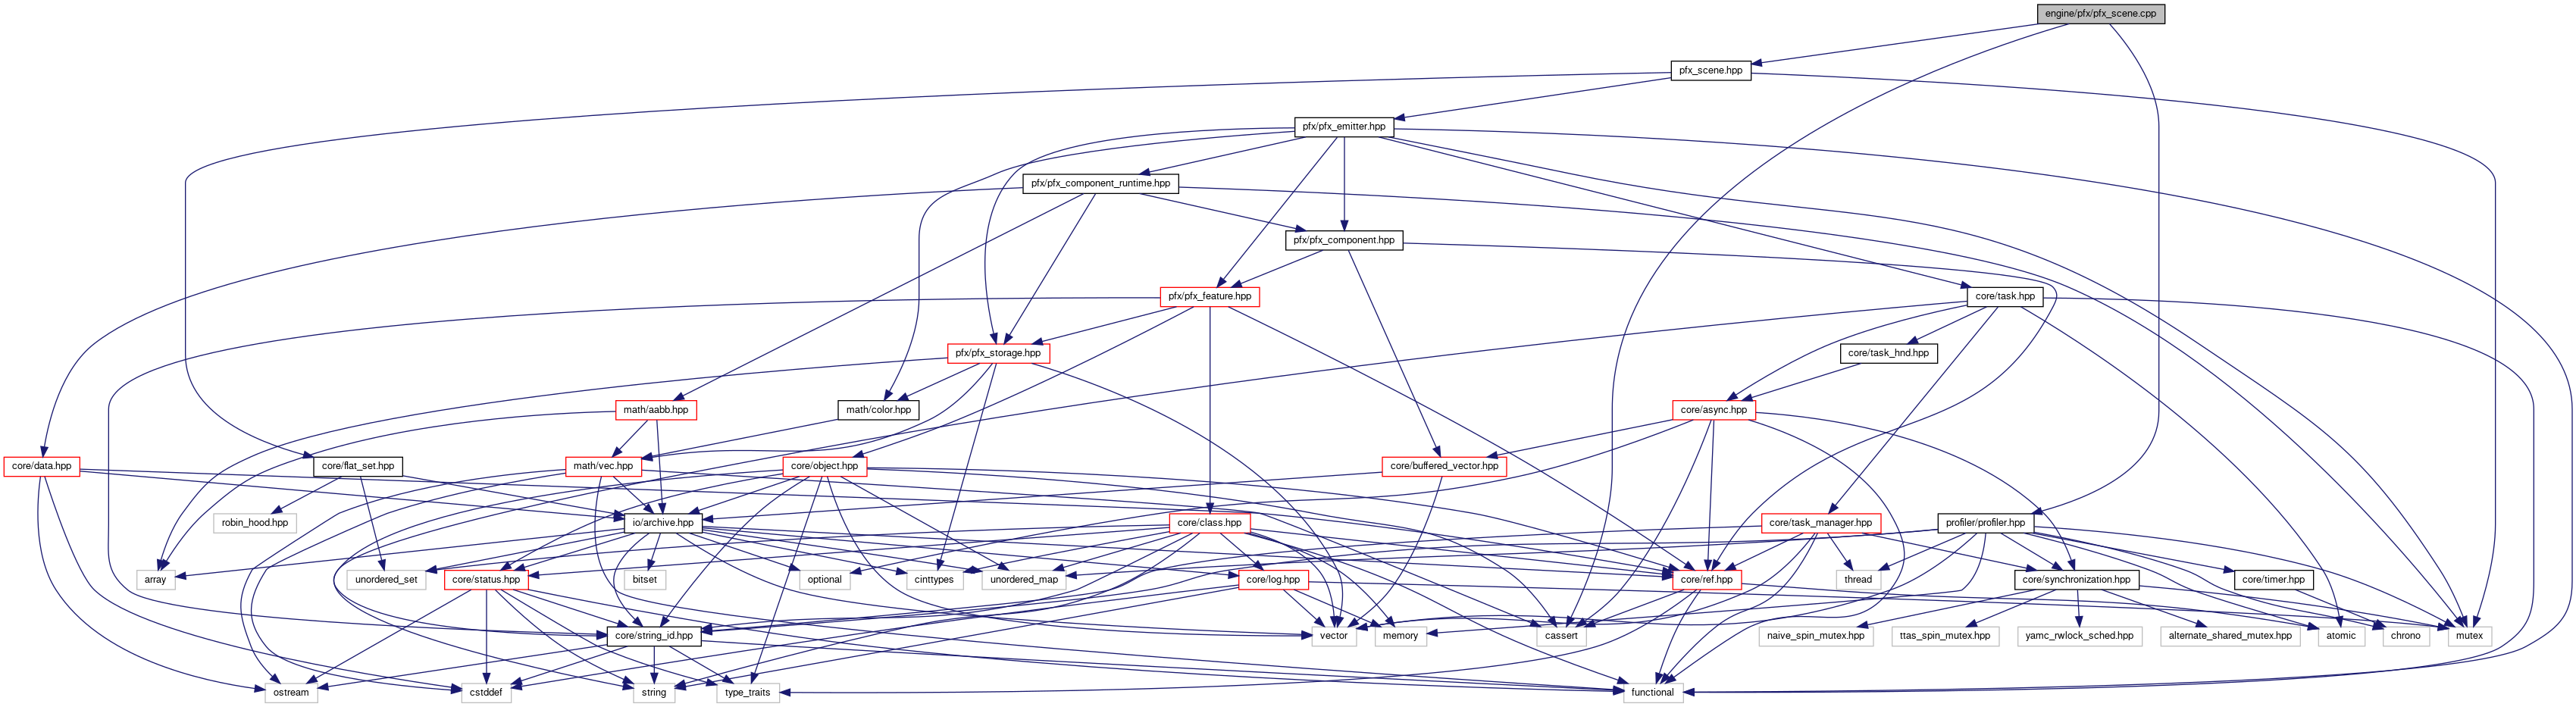 engine/pfx/pfx_scene.cpp
pfx_scene.hpp
pfx/pfx_emitter.hpp
pfx/pfx_component_runtime.hpp
pfx/pfx_component.hpp
pfx/pfx_feature.hpp
core/task.hpp
pfx/pfx_storage.hpp
core/task_hnd.hpp
math/aabb.hpp
math/color.hpp
core/async.hpp
core/data.hpp
core/flat_set.hpp
math/vec.hpp
core/object.hpp
core/buffered_vector.hpp
robin_hood.hpp
io/archive.hpp
core/class.hpp
core/task_manager.hpp
profiler/profiler.hpp
array
unordered_set
core/status.hpp
bitset
optional
cinttypes
unordered_map
core/log.hpp
core/ref.hpp
thread
core/synchronization.hpp
core/timer.hpp
core/string_id.hpp
vector
memory
cassert
naive_spin_mutex.hpp
ttas_spin_mutex.hpp
yamc_rwlock_sched.hpp
alternate_shared_mutex.hpp
atomic
chrono
mutex
ostream
cstddef
string
type_traits
functional